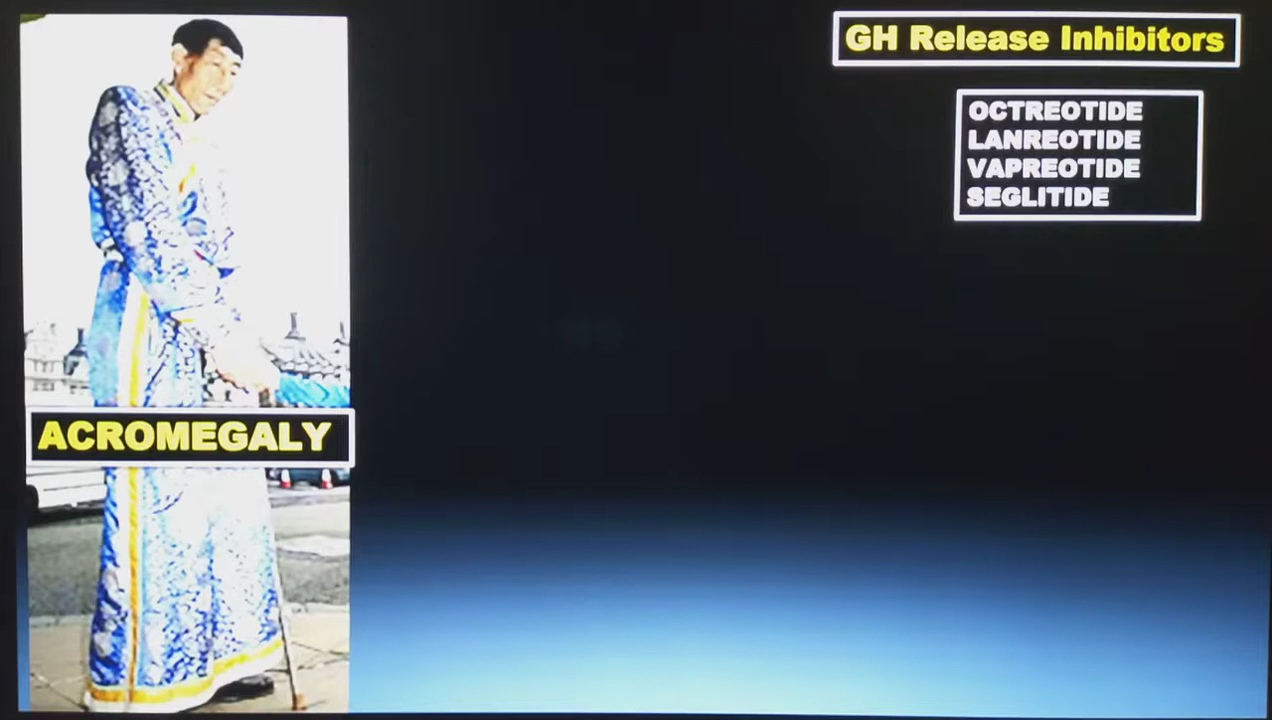 GH Release Inhibitors
OCTREOTIDE
LANREOTIDE
VAPREOTIDE
SEGLITIDE
ACROMEGALY